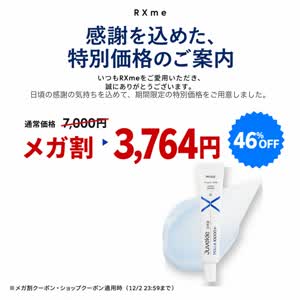 RXme
感謝を込めた、
特別価格のご案内
いつもRXmeをご愛用いただき、
誠にありがとうございます。
日頃の感謝の気持ちを込めて、期間限定の特別価格をご用意しました。
通常価格 7,000円
メガ割 3,764円 46%OFF
Juvelide
※メガ割クーポン・ショップクーポン適用時（12/2 23:59まで）